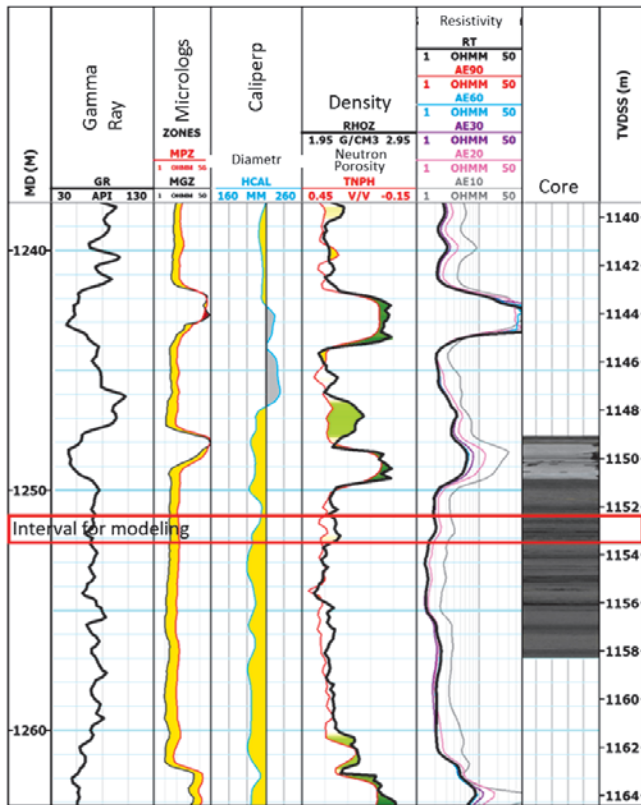 MD (M)
Gamma
Ray
GR
30 API 130
Micrologs
ZONES
MPZ
1 OHMM 50
MGZ
1 OHMM 50
Caliperp
Diametr
HCAL
160 MM 260
Density
RHOZ
1.95 G/CM3 2.95
Neutron
Porosity
TNPH
0.45 V/V -0.15
Resistivity
RT
1 OHMM 50
AE90
1 OHMM 50
AE60
1 OHMM 50
AE30
1 OHMM 50
AE20
1 OHMM 50
AE10
1 OHMM 50
Core
TVDSS (m)
1240
1250
Interval for modeling
1260
1140
1142
1144
1146
1148
1150
1152
1154
1156
1158
1160
1162
1164